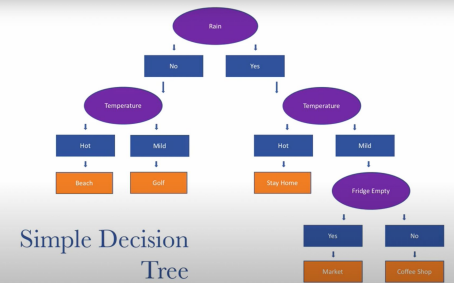 Rain
No
Yes
Temperature
Temperature
Hot
Mild
Hot
Mild
Beach
Golf
Stay Home
Fridge Empty
Yes
No
Market
Coffee Shop
Simple Decision
Tree